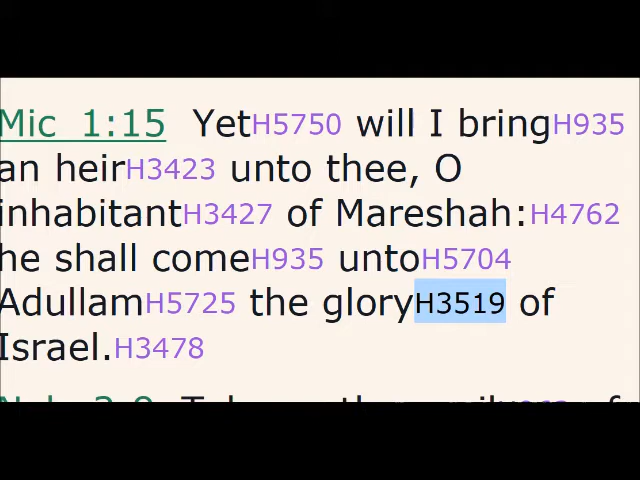 Mic 1:15 YetH5750 will I bringH935
an heirH3423 unto thee, O
inhabitantH3427 of Mareshah:H4762
he shall comeH935 untoH5704
AdullamH5725 the gloryH3519 of
Israel.H3478